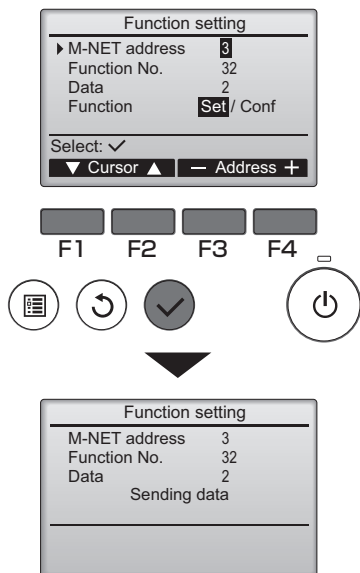 Function setting
M-NET address 3
Function No. 32
Data 2
Function Set / Conf
Select: ✓
▼ Cursor ▲ − Address +
F1 F2 F3 F4
Function setting
M-NET address 3
Function No. 32
Data 2
Sending data